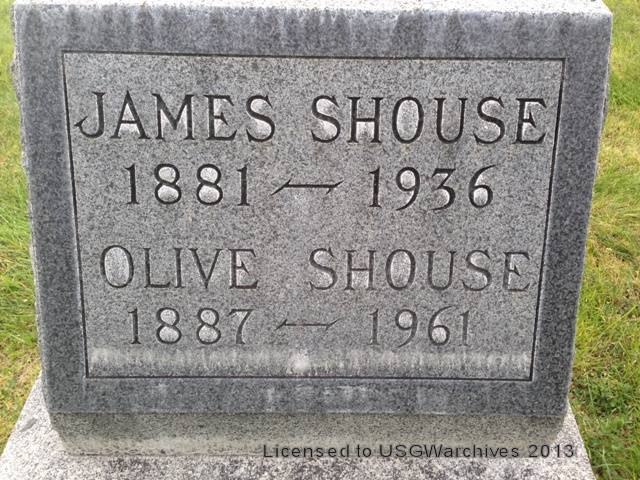 JAMES SHOUSE
1881 — 1936
OLIVE SHOUSE
1887 — 1961
Licensed to USGWarchives 2013